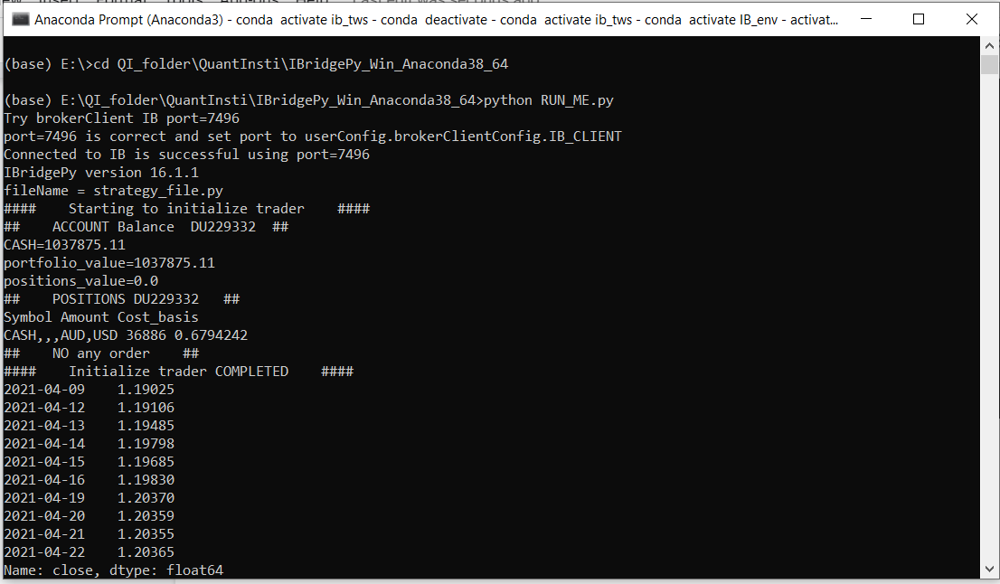 Anaconda Prompt (Anaconda3) - conda  activate ib_tws - conda  deactivate - conda  activate ib_tws - conda  activate IB_env - activat...
(base) E:\>cd QI_folder\QuantInsti\IBridgePy_Win_Anaconda38_64
(base) E:\QI_folder\QuantInsti\IBridgePy_Win_Anaconda38_64>python RUN_ME.py
Try brokerClient IB port=7496
port=7496 is correct and set port to userConfig.brokerClientConfig.IB_CLIENT
Connected to IB is successful using port=7496
IBridgePy version 16.1.1
fileName = strategy_file.py
####    Starting to initialize trader    ####
##    ACCOUNT Balance  DU229332  ##
CASH=1037875.11
portfolio_value=1037875.11
positions_value=0.0
##    POSITIONS DU229332   ##
Symbol Amount Cost_basis
CASH,,,AUD,USD 36886 0.6794242
##    NO any order    ##
####    Initialize trader COMPLETED    ####
2021-04-09    1.19025
2021-04-12    1.19106
2021-04-13    1.19485
2021-04-14    1.19798
2021-04-15    1.19685
2021-04-16    1.19830
2021-04-19    1.20370
2021-04-20    1.20359
2021-04-21    1.20355
2021-04-22    1.20365
Name: close, dtype: float64